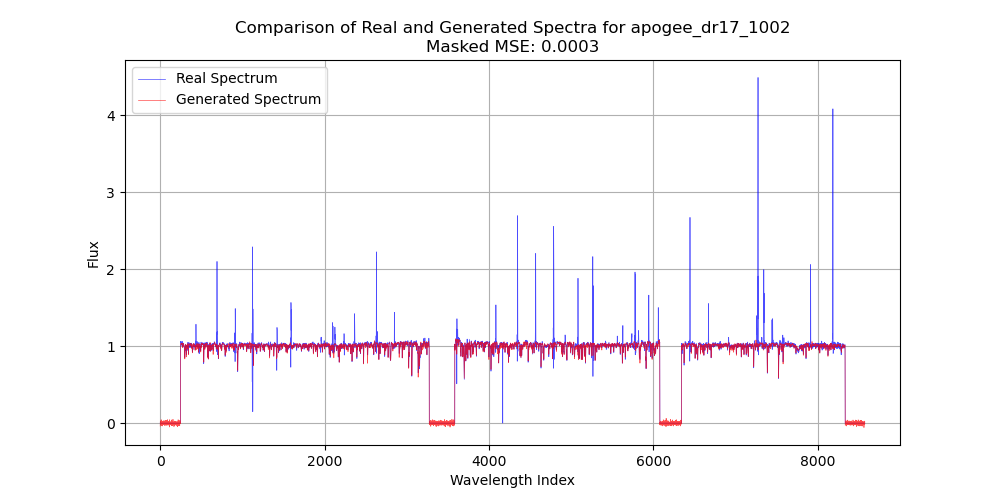 Comparison of Real and Generated Spectra for apogee_dr17_1002
Masked MSE: 0.0003
Real Spectrum
Generated Spectrum
4
3
2
1
0
Flux
0 2000 4000 6000 8000
Wavelength Index